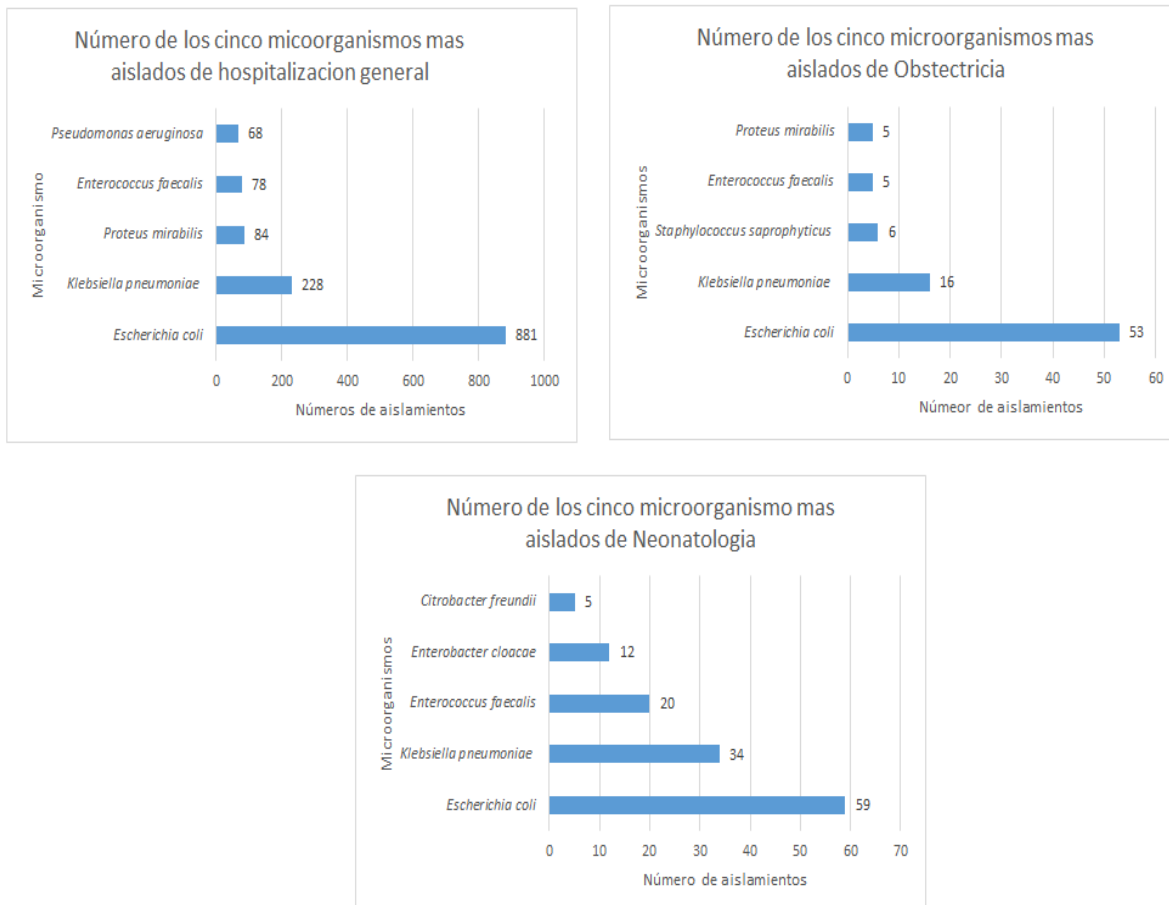 Número de los cinco micoorganismos mas
aislados de hospitalizacion general
Microorganismo
Pseudomonas aeruginosa
68
Enterococcus faecalis
78
Proteus mirabilis
84
Klebsiella pneumoniae
228
Escherichia coli
881
0 200 400 600 800 1000
Números de aislamientos
Número de los cinco microorganismos mas
aislados de Obstectricia
Microorganismos
Proteus mirabilis
5
Enterococcus faecalis
5
Staphylococcus saprophyticus
6
Klebsiella pneumoniae
16
Escherichia coli
53
0 10 20 30 40 50 60
Númeor de aislamientos
Número de los cinco microorganismo mas
aislados de Neonatologia
Microorganismos
Citrobacter freundii
5
Enterobacter cloacae
12
Enterococcus faecalis
20
Klebsiella pneumoniae
34
Escherichia coli
59
0 10 20 30 40 50 60 70
Número de aislamientos